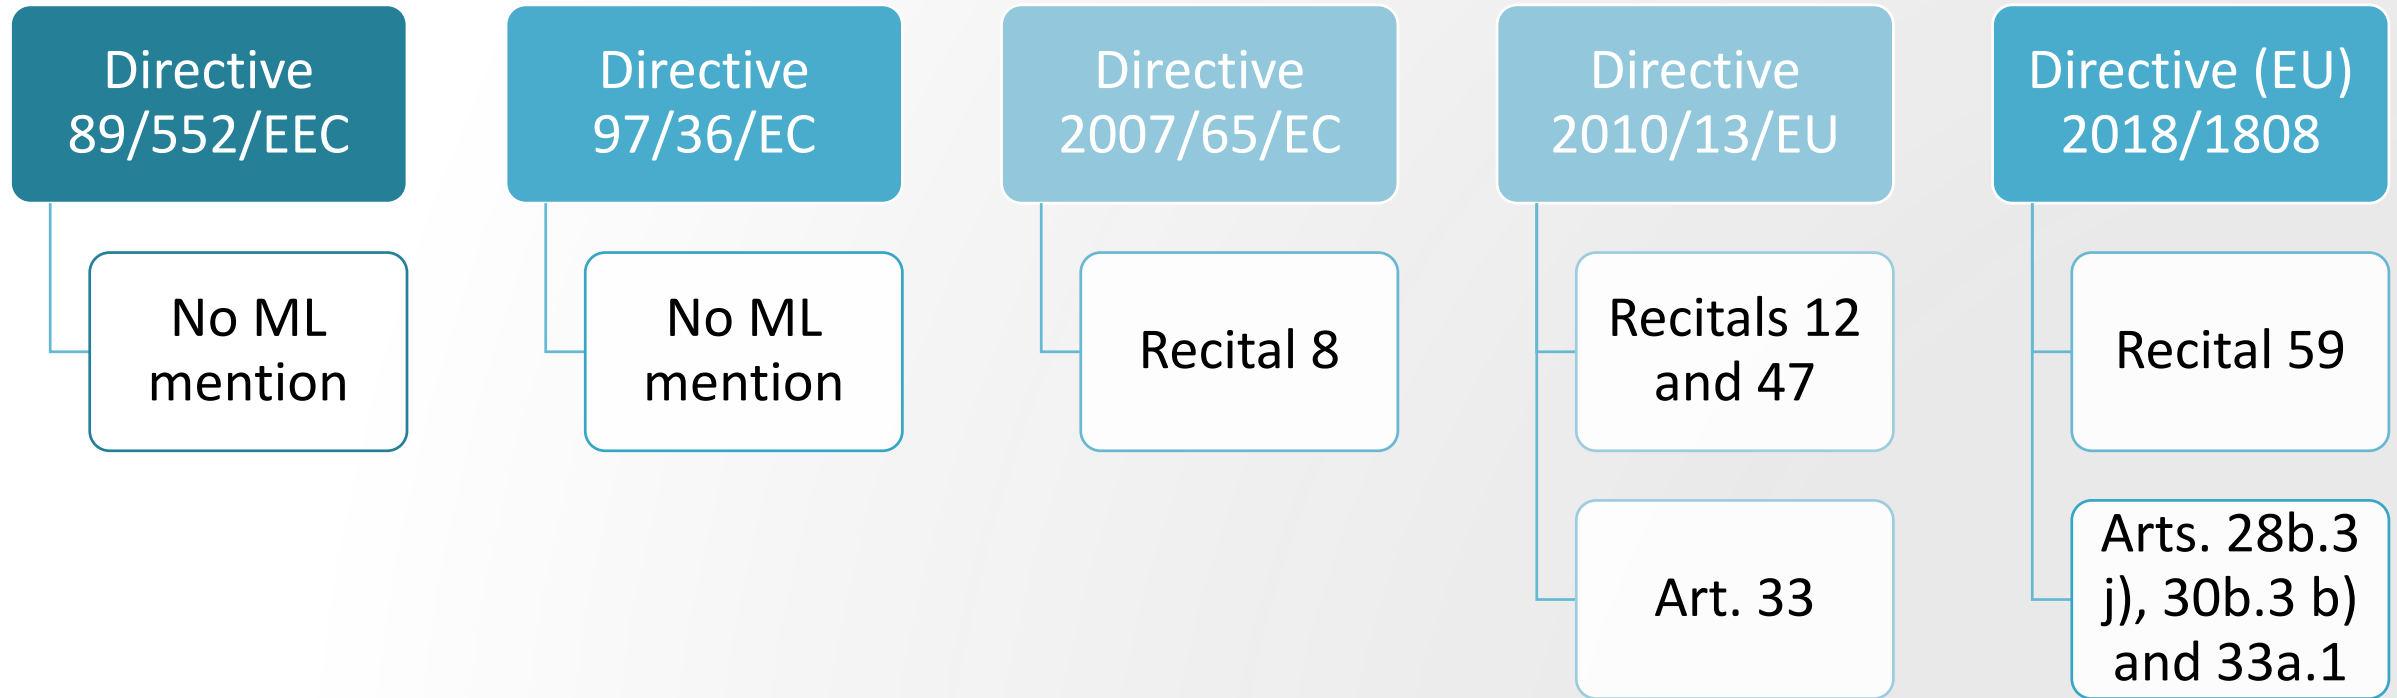 Directive
89/552/EEC
No ML
mention
Directive
97/36/EC
No ML
mention
Directive
2007/65/EC
Recital 8
Directive
2010/13/EU
Recitals 12
and 47
Art. 33
Directive (EU)
2018/1808
Recital 59
Arts. 28b.3
j), 30b.3 b)
and 33a.1